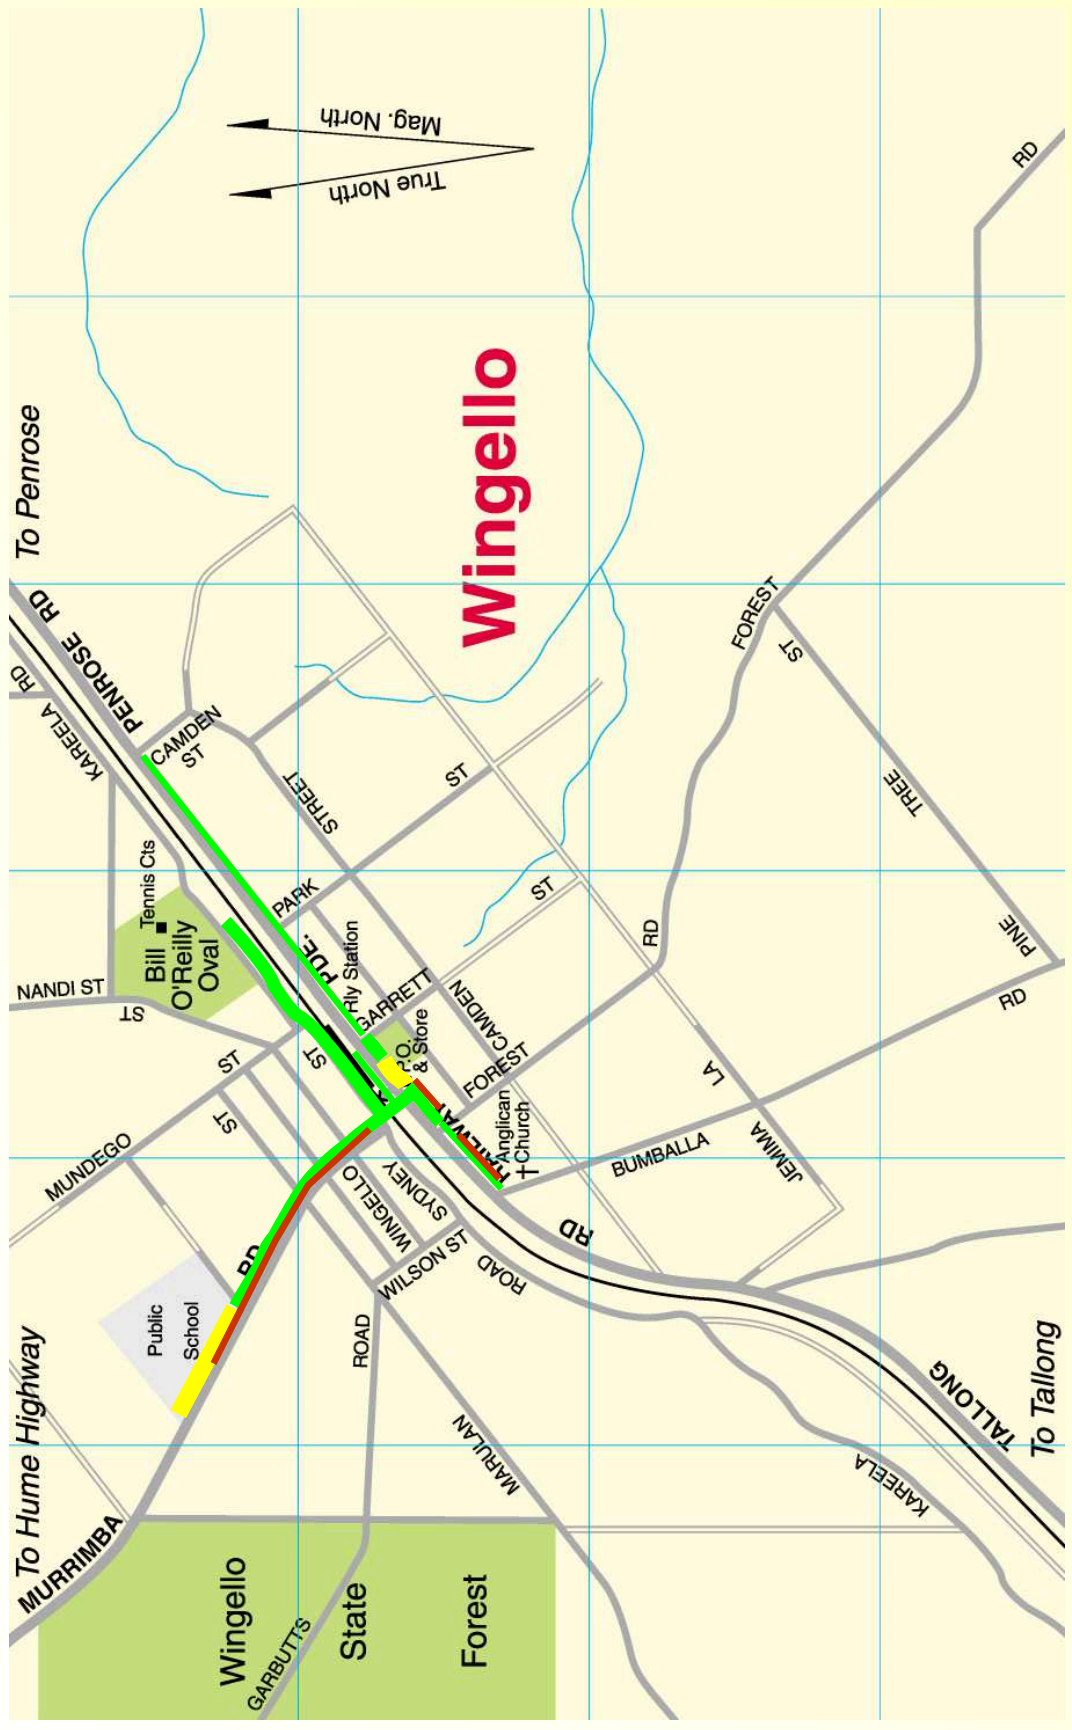 Mag. North
True North
RD
To Penrose
Wingello
PENROSE RD
RD
KAREELA
CAMDEN
ST
FOREST
ST
STREET
ST
TREE
Tennis Cts
Bill
O'Reilly
Oval
PARK
ST
PDE.
Rly Station
RD
PINE
NANDI ST
ST
GARRETT
CAMDEN
RD
ST
ST
P.O.
& Store
FOREST
LA
ST
RAILWAY
Anglican
Church
MUNDEGO
BUMBALLA
JEMIMA
WINGELLO
SYDNEY
WILSON ST
ROAD
RD
RD
Public
School
ROAD
To Hume Highway
MURRIMBA
MARULAN
TALLONG
To Tallong
KAREELA
Wingello
State
Forest
GARBUTTS